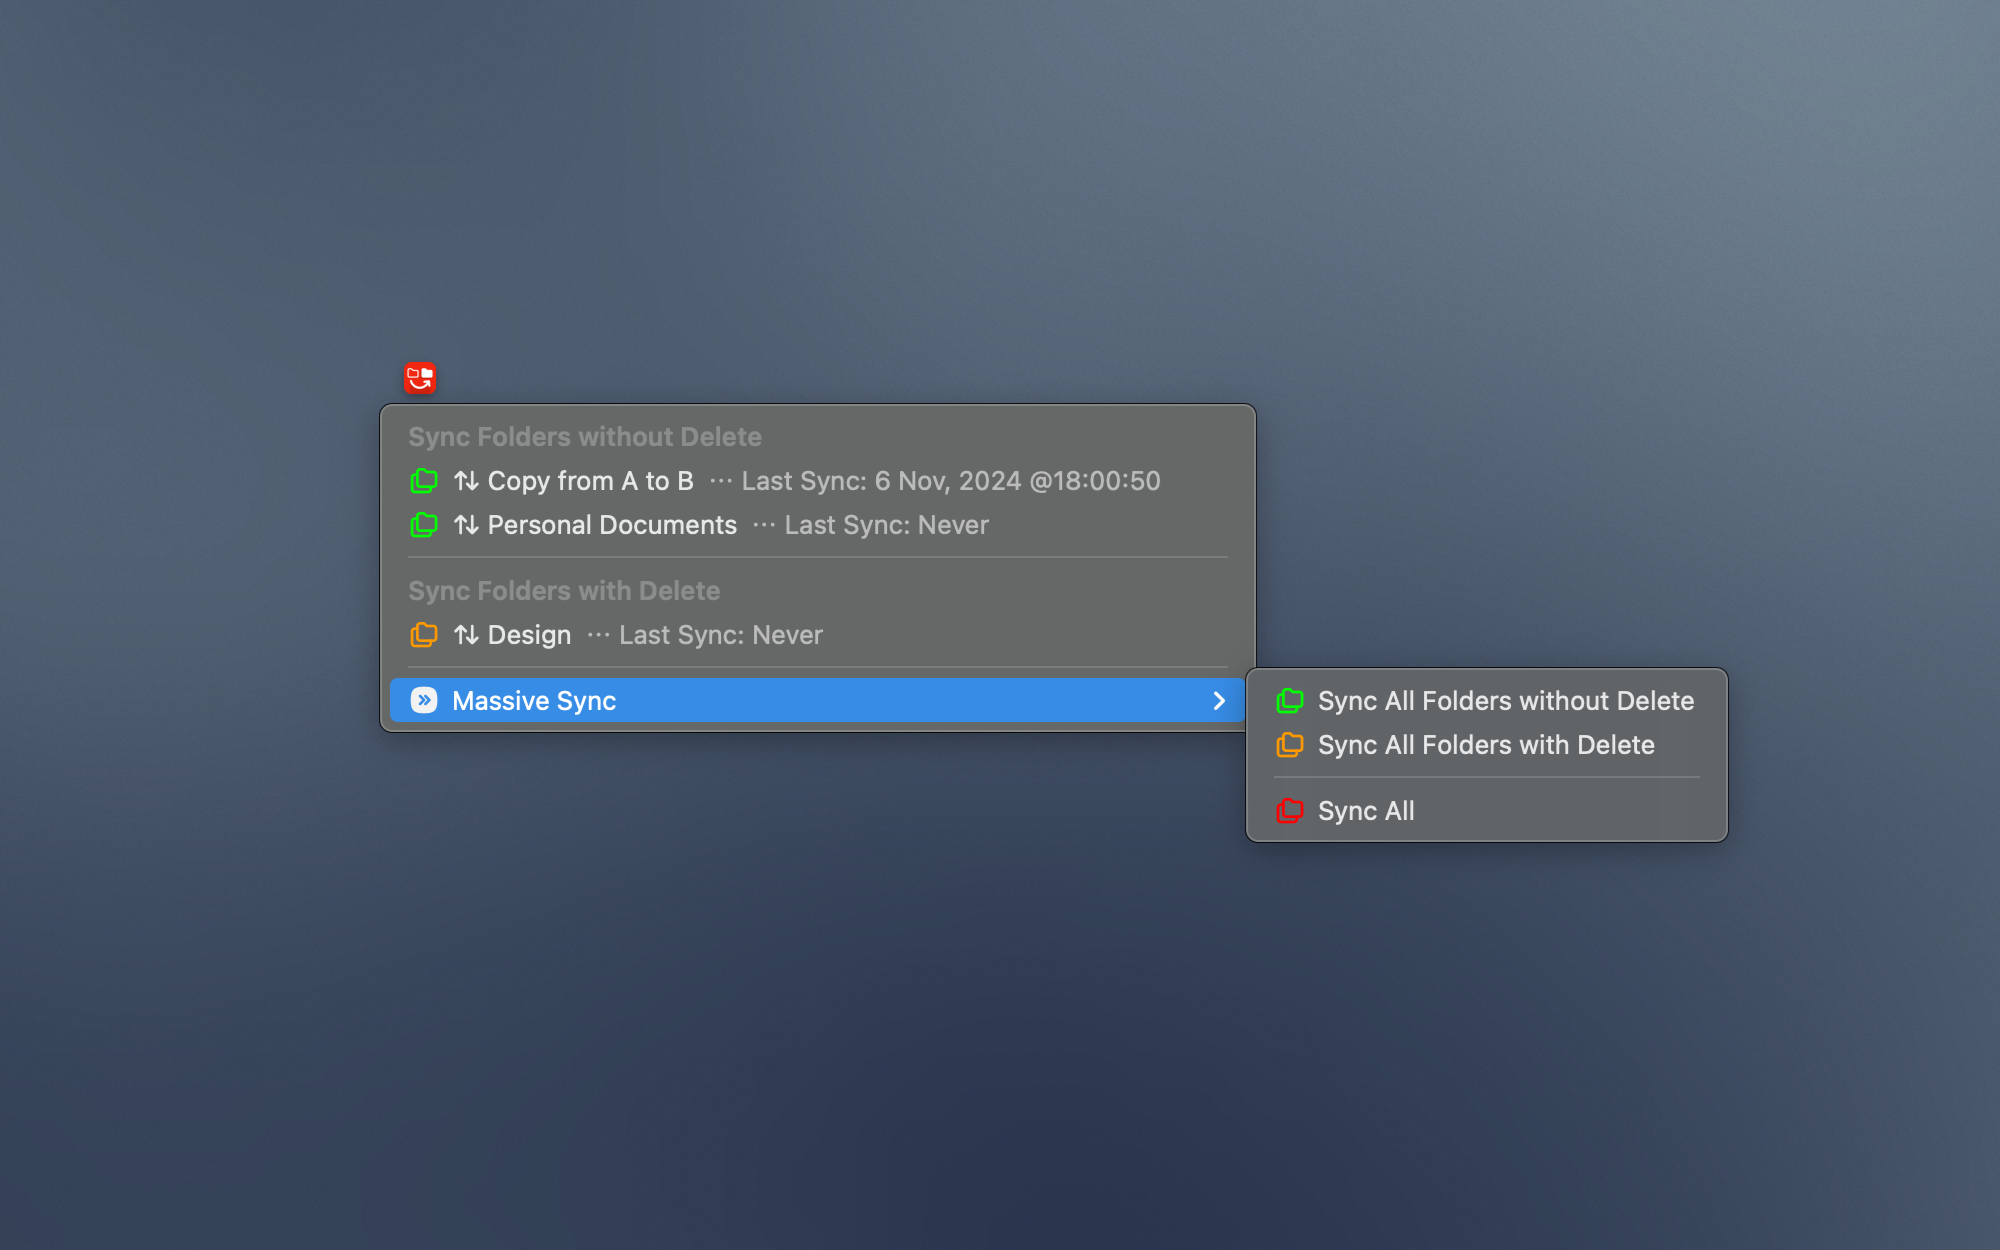 Sync Folders without Delete
Copy from A to B ··· Last Sync: 6 Nov, 2024 @18:00:50
Personal Documents ··· Last Sync: Never
Sync Folders with Delete
Design ··· Last Sync: Never
Massive Sync
Sync All Folders without Delete
Sync All Folders with Delete
Sync All